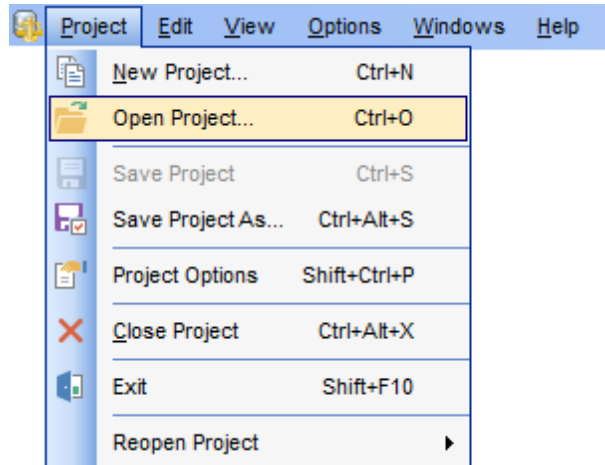 Project Edit View Options Windows Help
New Project... Ctrl+N
Open Project... Ctrl+O
Save Project Ctrl+S
Save Project As... Ctrl+Alt+S
Project Options Shift+Ctrl+P
Close Project Ctrl+Alt+X
Exit Shift+F10
Reopen Project